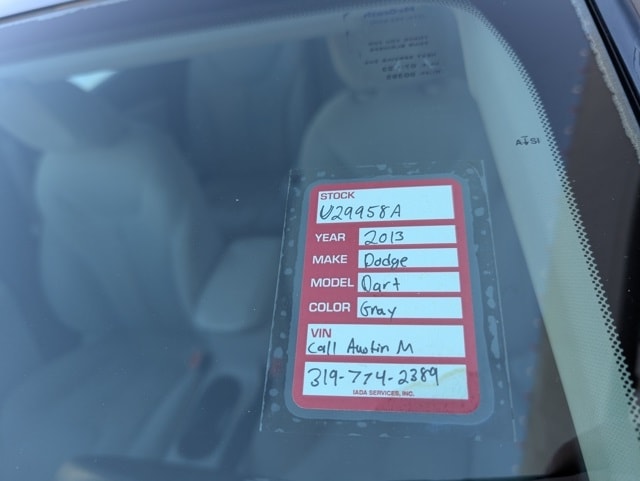 STOCK
U29958A
YEAR 2013
MAKE Dodge
MODEL Dart
COLOR Gray
VIN
Call Austin M
319-774-2389
IADA SERVICES, INC.